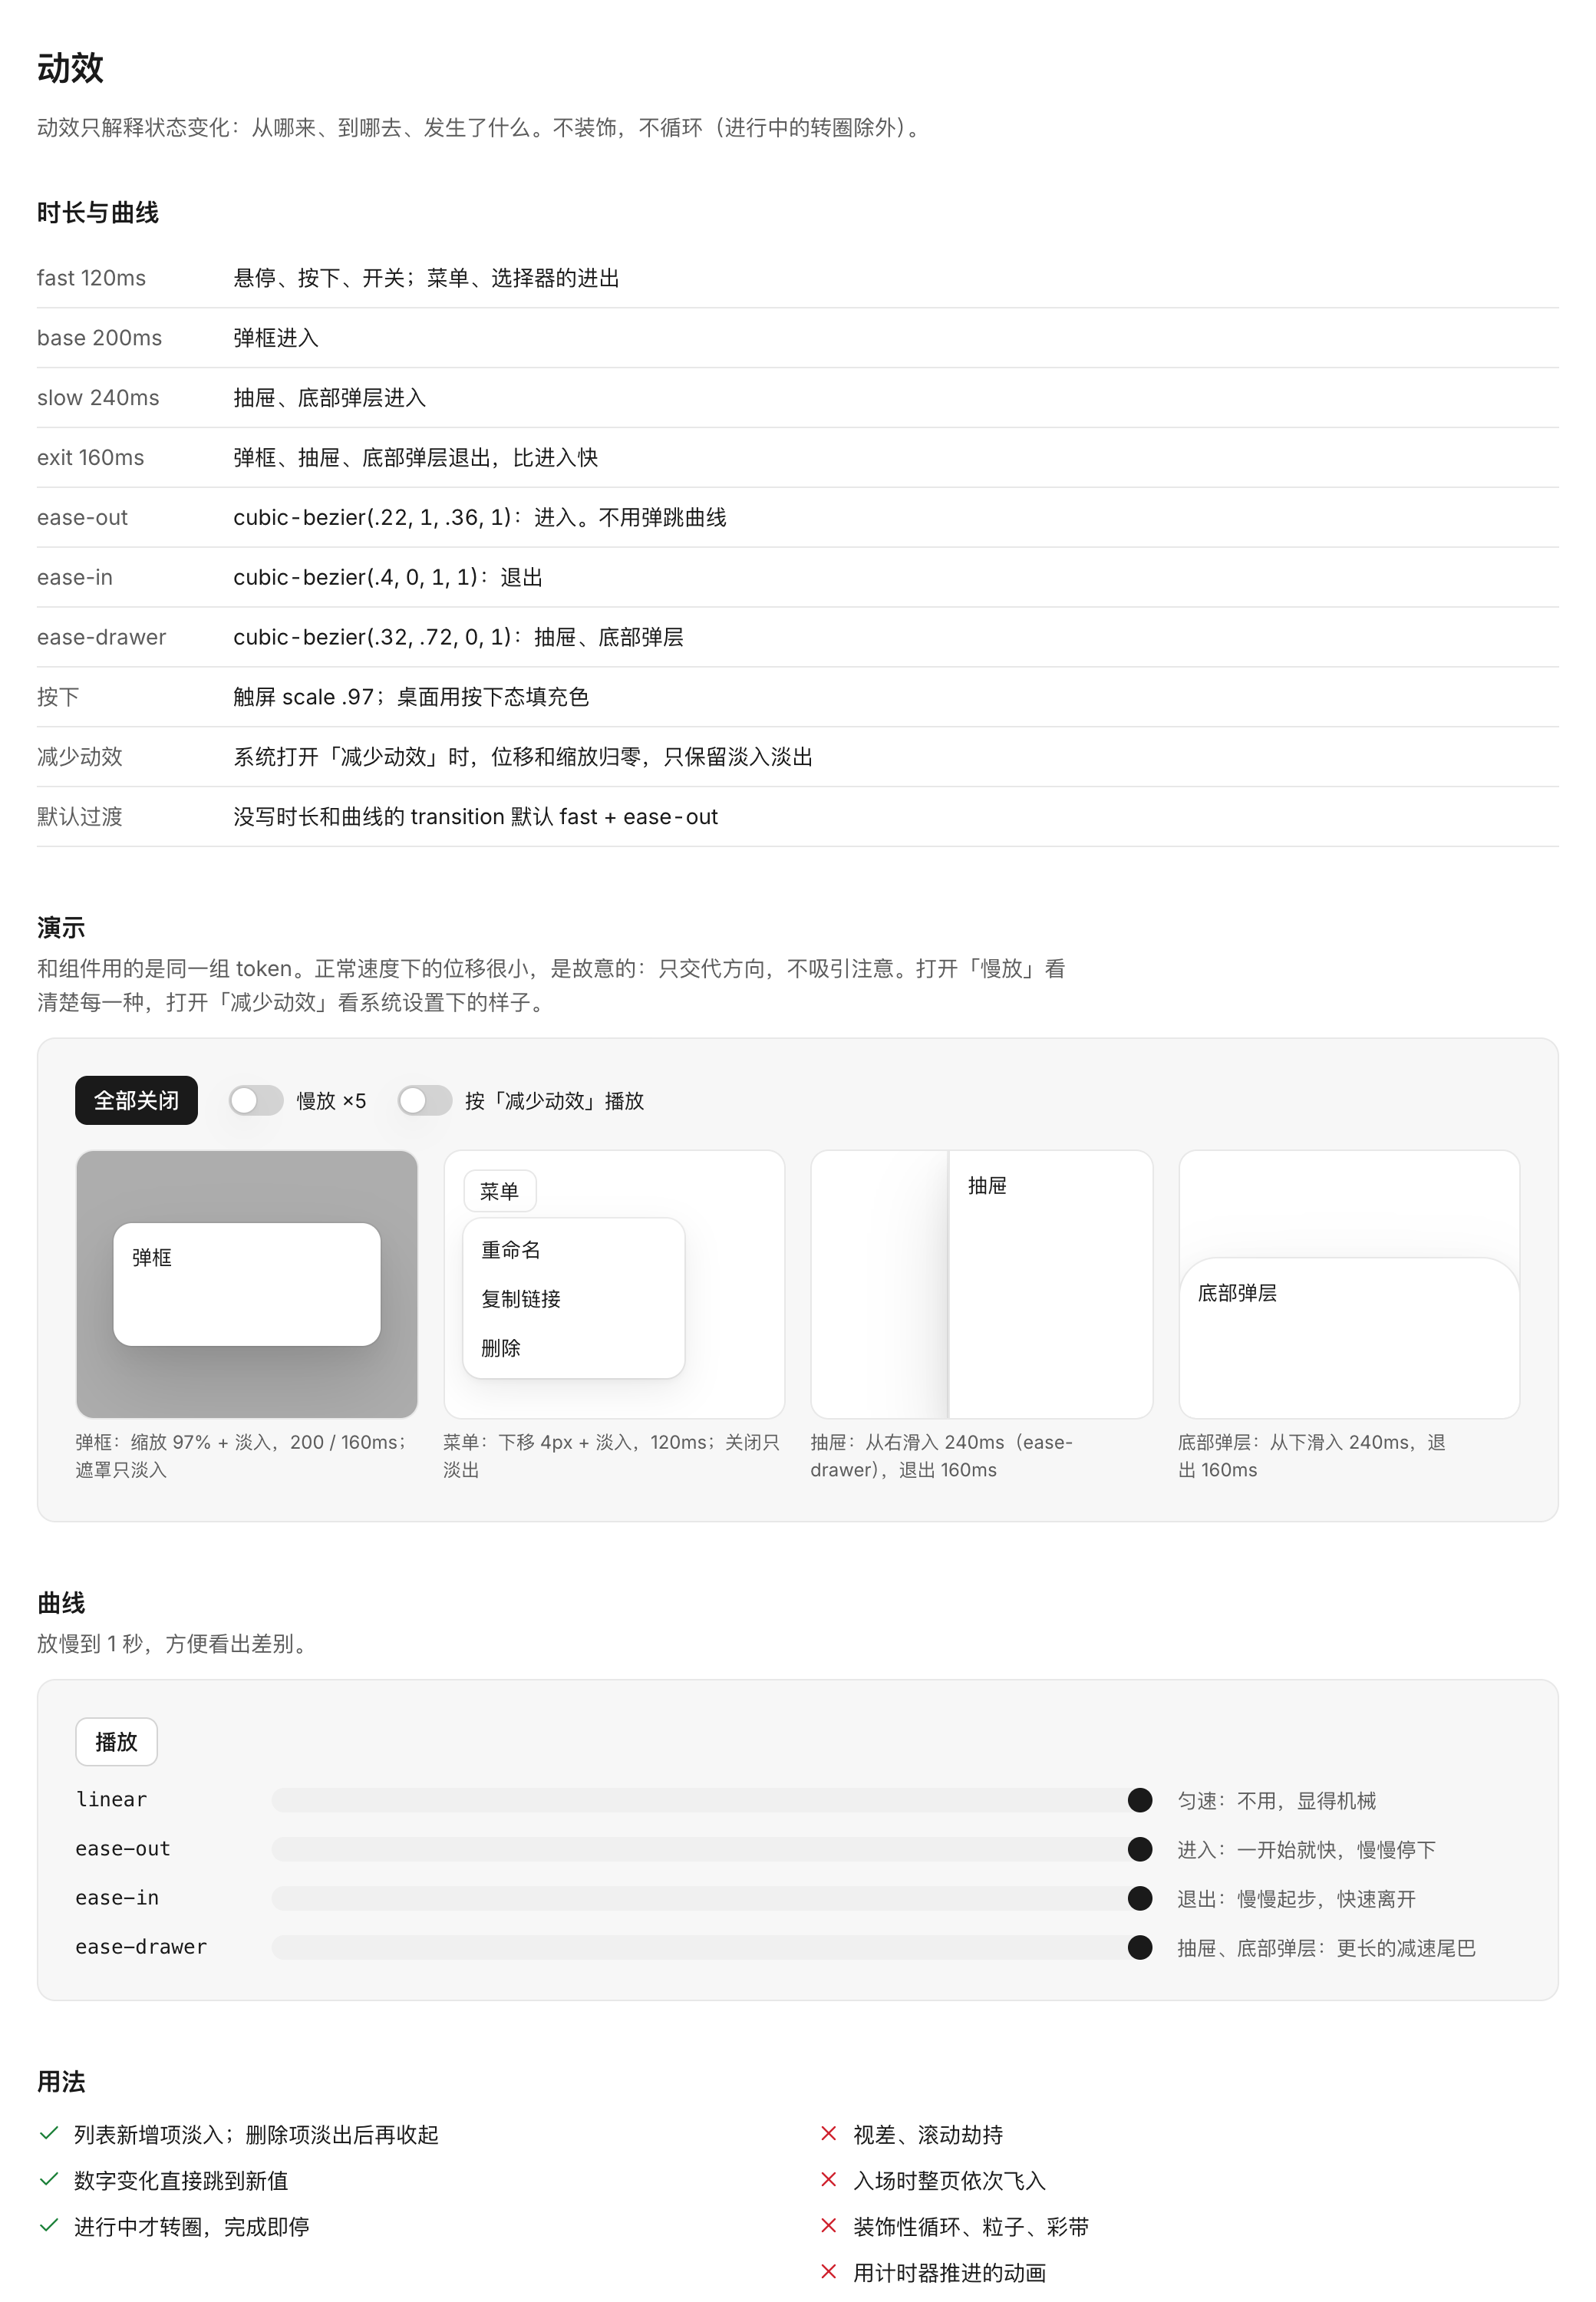 动效
动效只解释状态变化：从哪来、到哪去、发生了什么。不装饰，不循环（进行中的转圈除外）。
时长与曲线
fast 120ms 悬停、按下、开关；菜单、选择器的进出
base 200ms 弹框进入
slow 240ms 抽屉、底部弹层进入
exit 160ms 弹框、抽屉、底部弹层退出，比进入快
ease-out cubic-bezier(.22, 1, .36, 1)：进入。不用弹跳曲线
ease-in cubic-bezier(.4, 0, 1, 1)：退出
ease-drawer cubic-bezier(.32, .72, 0, 1)：抽屉、底部弹层
按下 触屏 scale .97；桌面用按下态填充色
减少动效 系统打开「减少动效」时，位移和缩放归零，只保留淡入淡出
默认过渡 没写时长和曲线的 transition 默认 fast + ease-out
演示
和组件用的是同一组 token。正常速度下的位移很小，是故意的：只交代方向，不吸引注意。打开「慢放」看
清楚每一种，打开「减少动效」看系统设置下的样子。
全部关闭 慢放 ×5 按「减少动效」播放
弹框
弹框：缩放 97% + 淡入，200 / 160ms；
遮罩只淡入
菜单
重命名
复制链接
删除
菜单：下移 4px + 淡入，120ms；关闭只
淡出
抽屉
抽屉：从右滑入 240ms（ease-
drawer），退出 160ms
底部弹层
底部弹层：从下滑入 240ms，退
出 160ms
曲线
放慢到 1 秒，方便看出差别。
播放
linear 匀速：不用，显得机械
ease-out 进入：一开始就快，慢慢停下
ease-in 退出：慢慢起步，快速离开
ease-drawer 抽屉、底部弹层：更长的减速尾巴
用法
列表新增项淡入；删除项淡出后再收起
数字变化直接跳到新值
进行中才转圈，完成即停
视差、滚动劫持
入场时整页依次飞入
装饰性循环、粒子、彩带
用计时器推进的动画